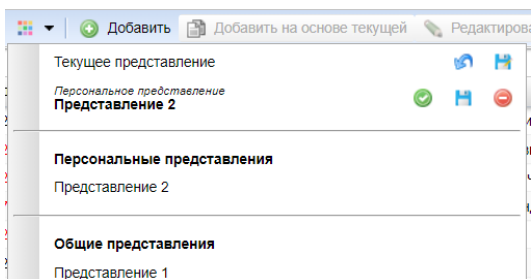 Добавить Добавить на основе текущей
Текущее представление
Персональное представление
Представление 2
Персональные представления
Представление 2
Общие представления
Представление 1